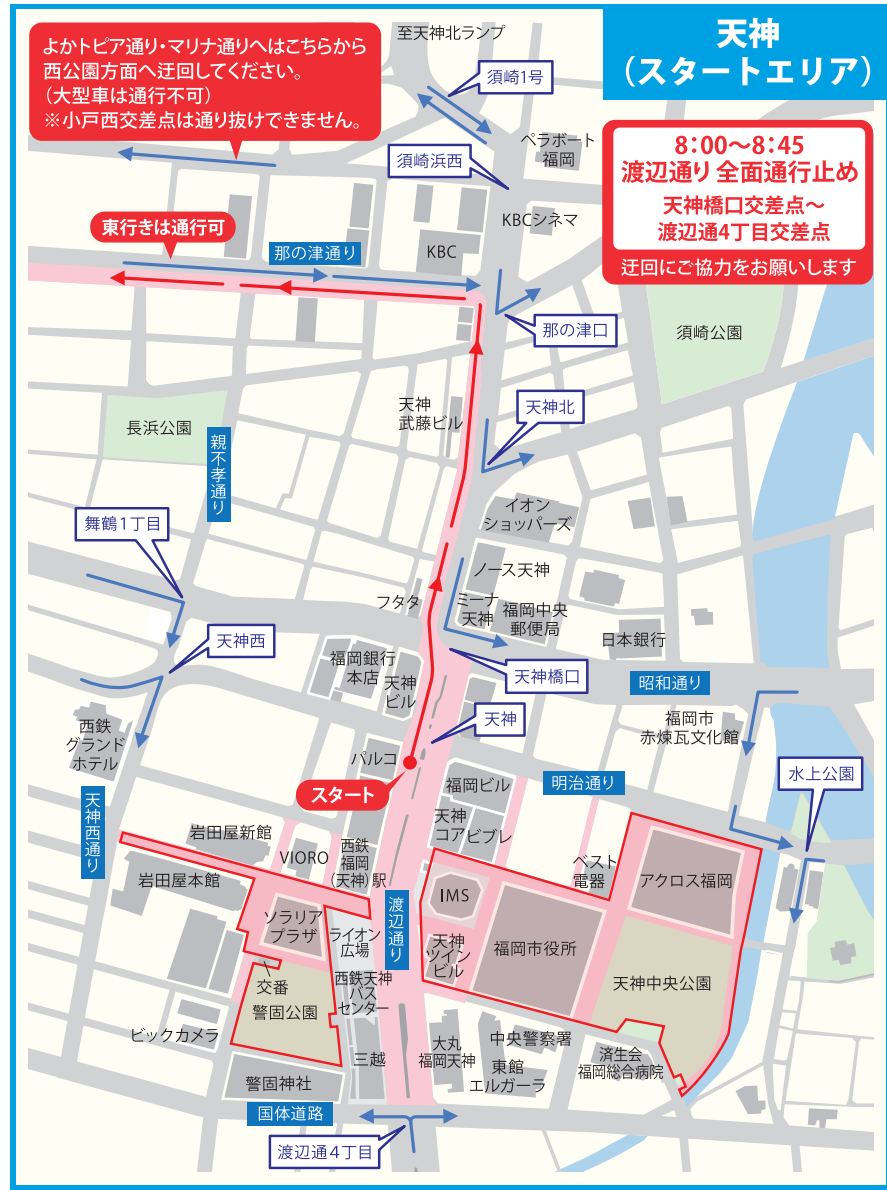 天神
（スタートエリア）
よかトピア通り・マリナ通りへはこちらから
西公園方面へ迂回してください。
（大型車は通行不可）
※小戸西交差点は通り抜けできません。
至天神北ランプ
須崎1号
8：00〜8：45
渡辺通り 全面通行止め
天神橋口交差点〜
渡辺通4丁目交差点
迂回にご協力をお願いします
ペラボート
福岡
須崎浜西
KBCシネマ
東行きは通行可
那の津通り
KBC
那の津口
須崎公園
天神
武藤ビル
天神北
長浜公園
親不孝通り
イオン
ショッパーズ
舞鶴1丁目
ノース天神
フタタ
ミーナ
天神
福岡中央
郵便局
日本銀行
天神西
福岡銀行
本店
天神
ビル
天神橋口
昭和通り
天神
福岡市
赤煉瓦文化館
西鉄
グランド
ホテル
パルコ
スタート
福岡ビル
明治通り
水上公園
天神西通り
天神
コア
ビブレ
岩田屋新館
VIORO
西鉄
福岡
（天神）駅
ベスト
電器
アクロス福岡
岩田屋本館
IMS
渡辺通り
ソラリア
プラザ
ライオン
広場
天神
ツイン
ビル
福岡市役所
交番
西鉄天神
バス
センター
天神中央公園
警固公園
ビックカメラ
三越
大丸
福岡天神
中央警察署
東館
エルガーラ
済生会
福岡総合病院
警固神社
国体道路
渡辺通4丁目